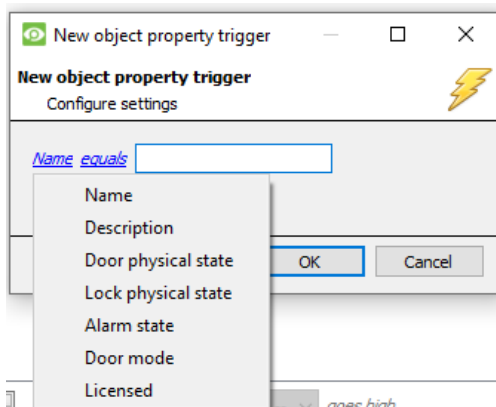 New object property trigger
New object property trigger
Configure settings
Name equals
Name
Description
Door physical state
OK
Cancel
Lock physical state
Alarm state
Door mode
Licensed
goes high